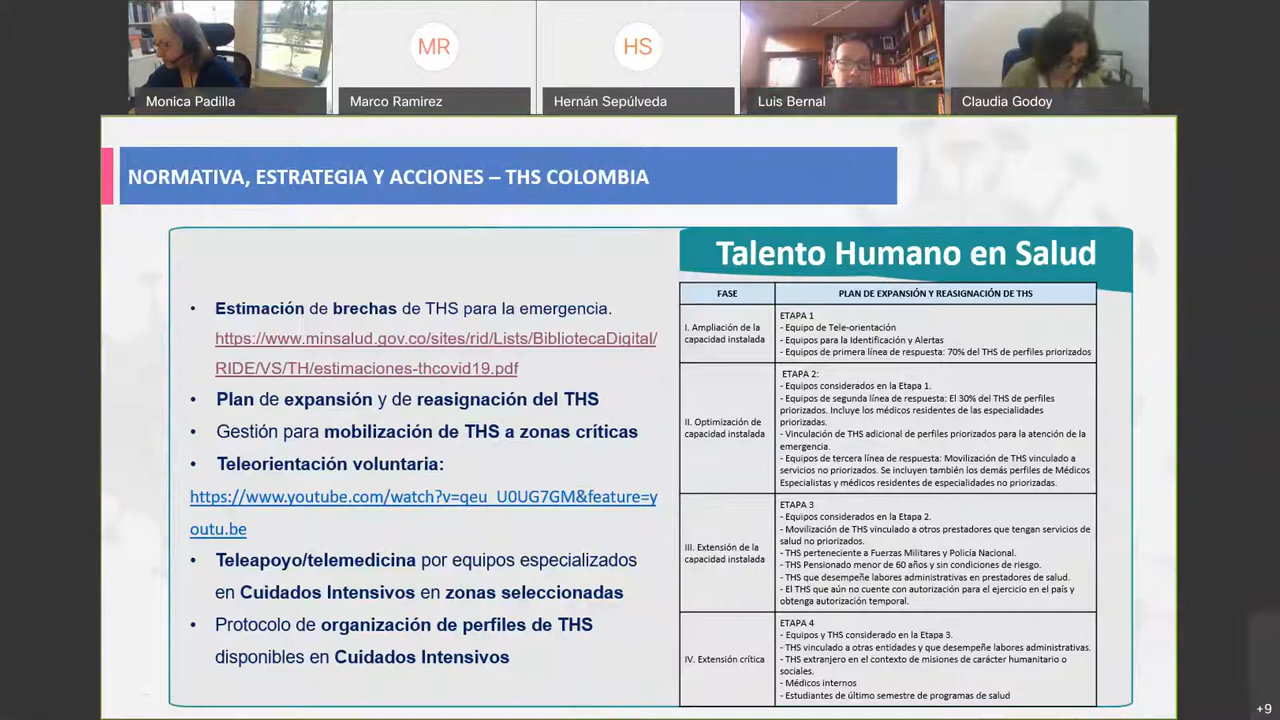 Monica Padilla
MR
Marco Ramirez
HS
Hernán Sepúlveda
Luis Bernal
Claudia Godoy
NORMATIVA, ESTRATEGIA Y ACCIONES – THS COLOMBIA
• Estimación de brechas de THS para la emergencia.
https://www.minsalud.gov.co/sites/rid/Lists/BibliotecaDigital/
RIDE/VS/TH/estimaciones-thcovid19.pdf
• Plan de expansión y de reasignación del THS
• Gestión para mobilización de THS a zonas críticas
• Teleorientación voluntaria:
https://www.youtube.com/watch?v=qeu_U0UG7GM&feature=y
outu.be
• Teleapoyo/telemedicina por equipos especializados
en Cuidados Intensivos en zonas seleccionadas
• Protocolo de organización de perfiles de THS
disponibles en Cuidados Intensivos
Talento Humano en Salud
FASE
PLAN DE EXPANSIÓN Y REASIGNACIÓN DE THS
I. Ampliación de la
capacidad instalada
ETAPA 1
- Equipo de Tele-orientación
- Equipos para la Identificación y Alertas
- Equipos de primera línea de respuesta: 70% del THS de perfiles priorizados
II. Optimización de
capacidad instalada
ETAPA 2:
- Equipos considerados en la Etapa 1.
- Equipos de segunda línea de respuesta: El 30% del THS de perfiles
priorizados. Incluye los médicos residentes de las especialidades
priorizadas.
- Vinculación de THS adicional de perfiles priorizados para la atención de la
emergencia.
- Equipos de tercera línea de respuesta: Movilización de THS vinculado a
servicios no priorizados. Se incluyen también los demás perfiles de Médicos
Especialistas y médicos residentes de especialidades no priorizadas.
III. Extensión de la
capacidad instalada
ETAPA 3
- Equipos considerados en la Etapa 2.
- Movilización de THS vinculado a otros prestadores que tengan servicios de
salud no priorizados.
- THS perteneciente a Fuerzas Militares y Policía Nacional.
- THS Pensionado menor de 60 años y sin condiciones de riesgo.
- THS que desempeñe labores administrativas en prestadores de salud.
- El THS que aún no cuente con autorización para el ejercicio en el país y
obtenga autorización temporal.
IV. Extensión crítica
ETAPA 4
- Equipos y THS considerado en la Etapa 3.
- THS vinculado a otras entidades y que desempeñe labores administrativas.
- THS extranjero en el contexto de misiones de carácter humanitario o
sociales.
- Médicos internos
- Estudiantes de último semestre de programas de salud
+9